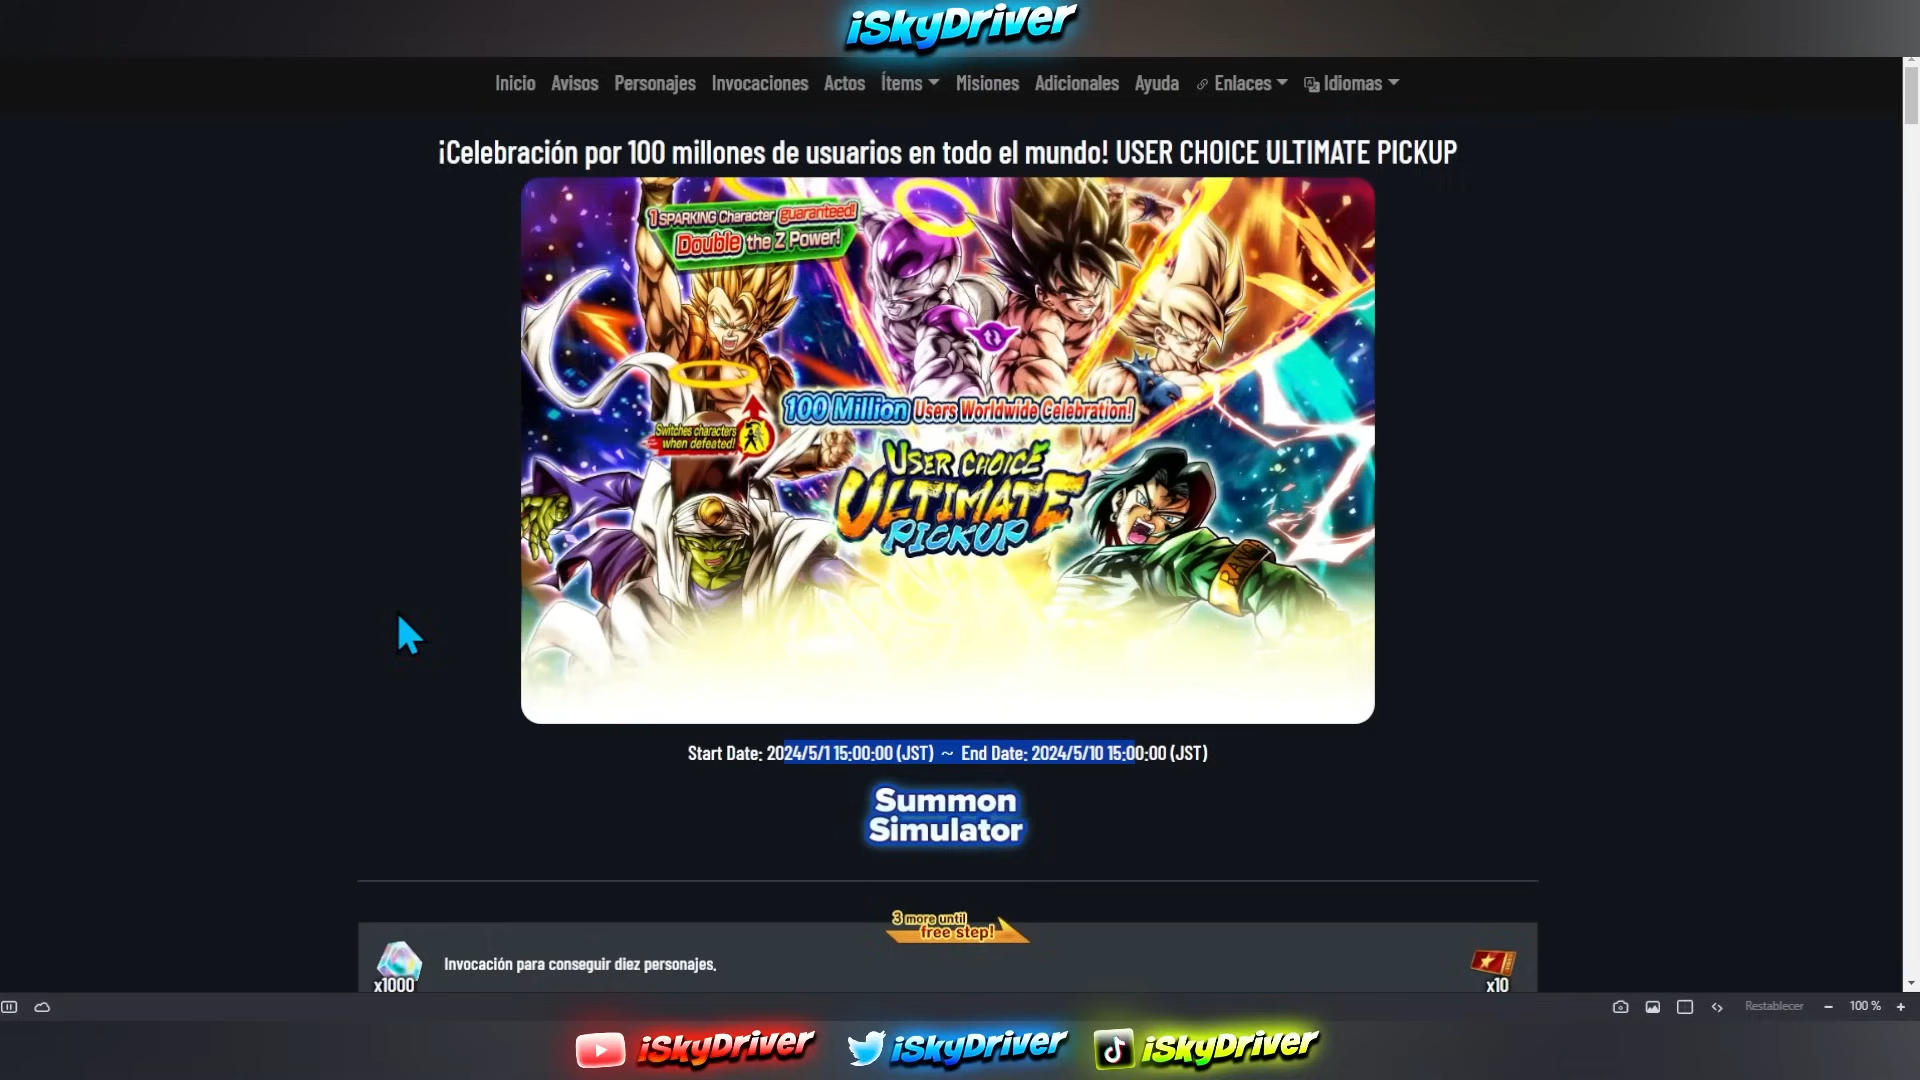 iSkyDriver
Inicio Avisos Personajes Invocaciones Actos Ítems Misiones Adicionales Ayuda Enlaces Idiomas
¡Celebración por 100 millones de usuarios en todo el mundo! USER CHOICE ULTIMATE PICKUP
1 SPARKING Character guaranteed!
Double the Z Power!
100 Million Users Worldwide Celebration!
Switches characters
when defeated!
USER CHOICE
ULTIMATE
PICKUP
Start Date: 2024/5/1 15:00:00 (JST) ~ End Date: 2024/5/10 15:00:00 (JST)
Summon
Simulator
3 more until
free step!
Invocación para conseguir diez personajes.
x1000
x10
Restablecer − 100 % +
iSkyDriver iSkyDriver iSkyDriver